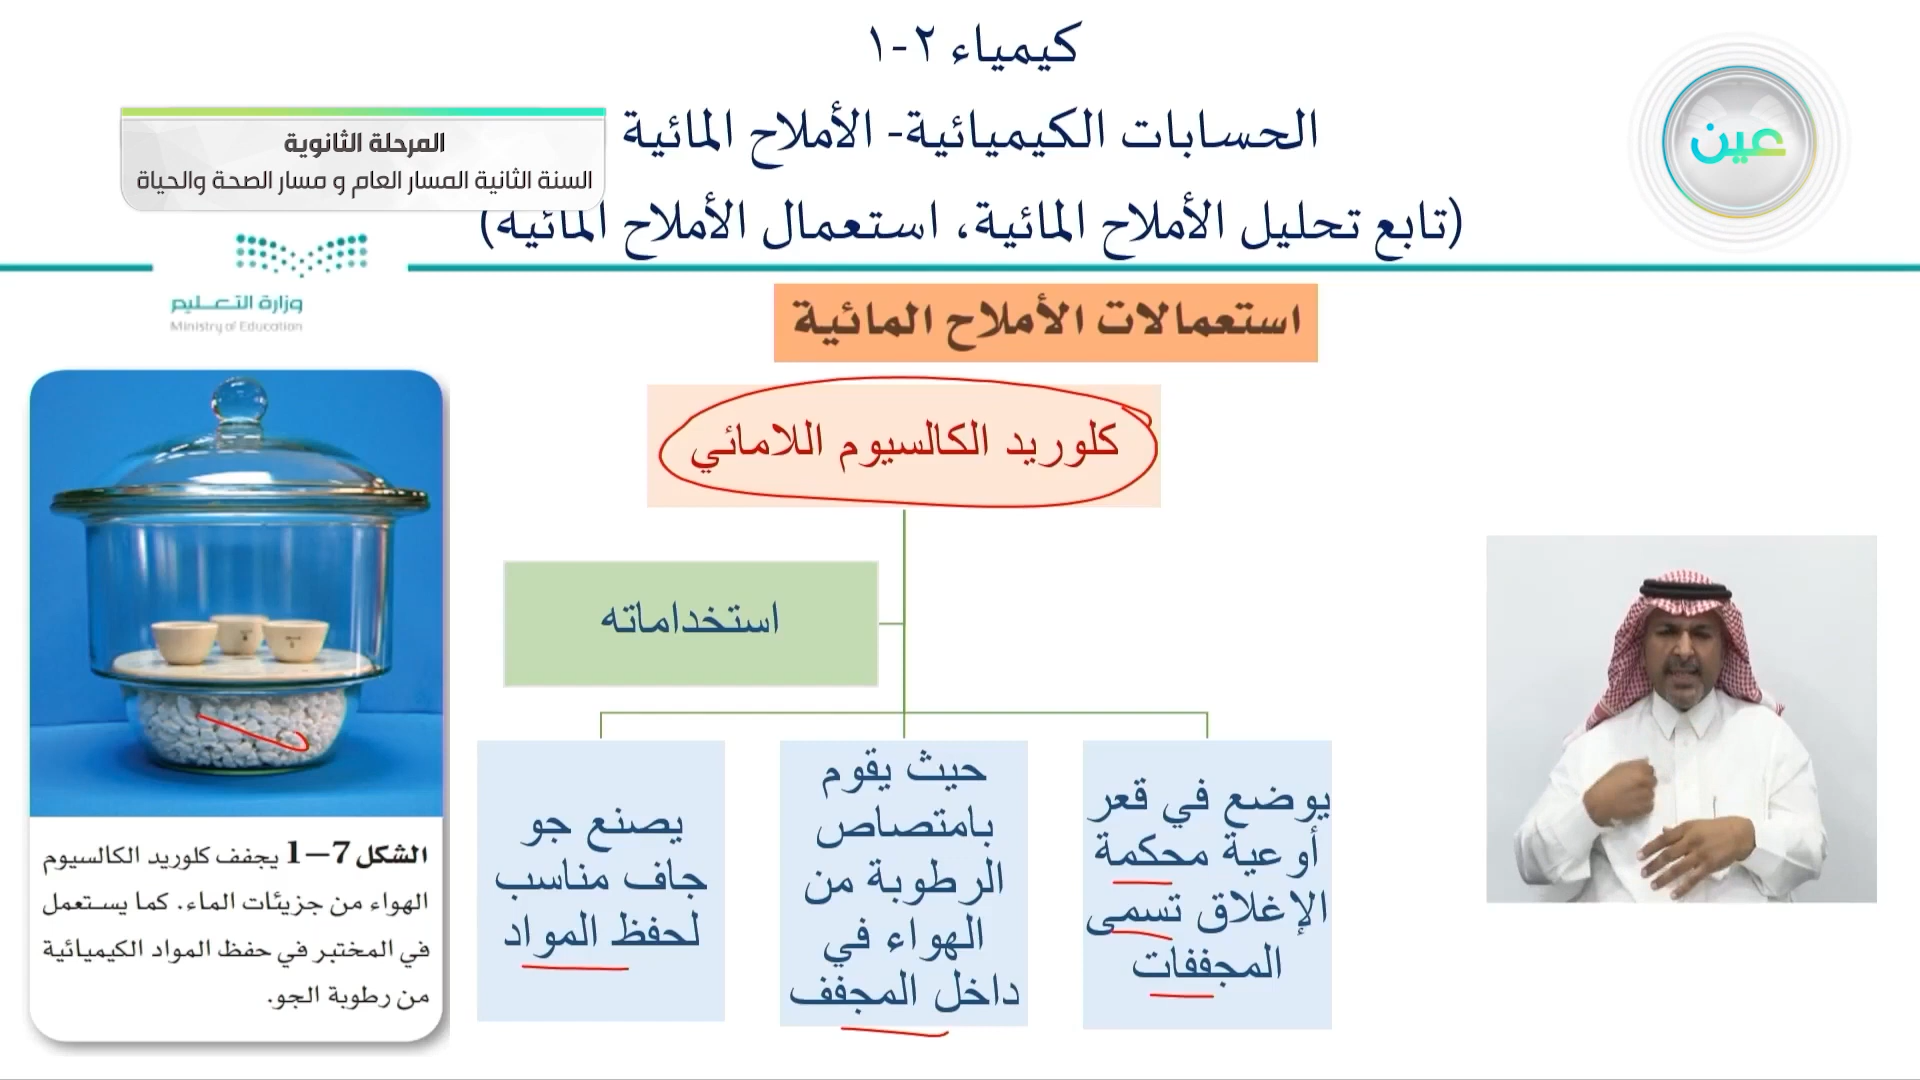 كيمياء ٢-١
الحسابات الكيميائية- الأملاح المائية
(تابع تحليل الأملاح المائية، استعمال الأملاح المائية)
المرحلة الثانوية
السنة الثانية المسار العام و مسار الصحة والحياة
عين
وزارة التعليم
Ministry of Education
استعمالات الأملاح المائية
كلوريد الكالسيوم اللامائي
استخداماته
يوضع في قعر
أوعية محكمة
الإغلاق تسمى
المجففات
حيث يقوم
بامتصاص
الرطوبة من
الهواء في
داخل المجفف
يصنع جو
جاف مناسب
لحفظ المواد
الشكل 7–1 يجفف كلوريد الكالسيوم
الهواء من جزيئات الماء. كما يستعمل
في المختبر في حفظ المواد الكيميائية
من رطوبة الجو.